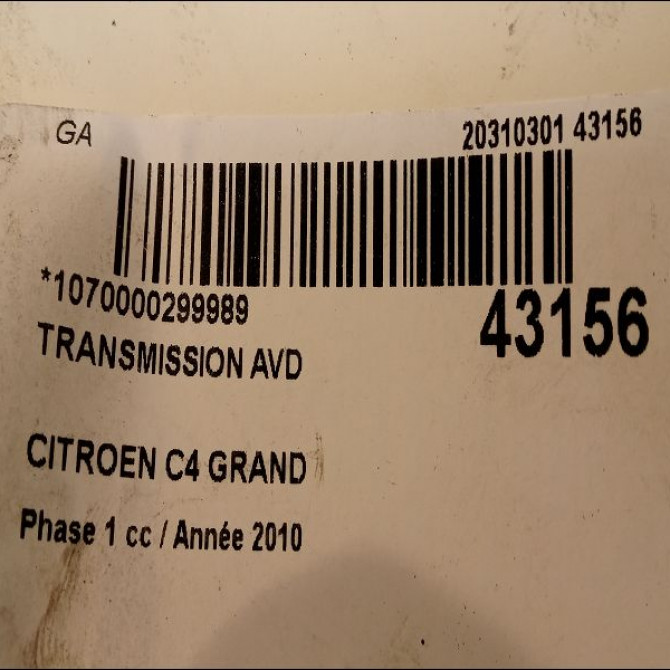 GA 20310301 43156
*1070000299989 43156
TRANSMISSION AVD
CITROEN C4 GRAND
Phase 1 cc / Année 2010